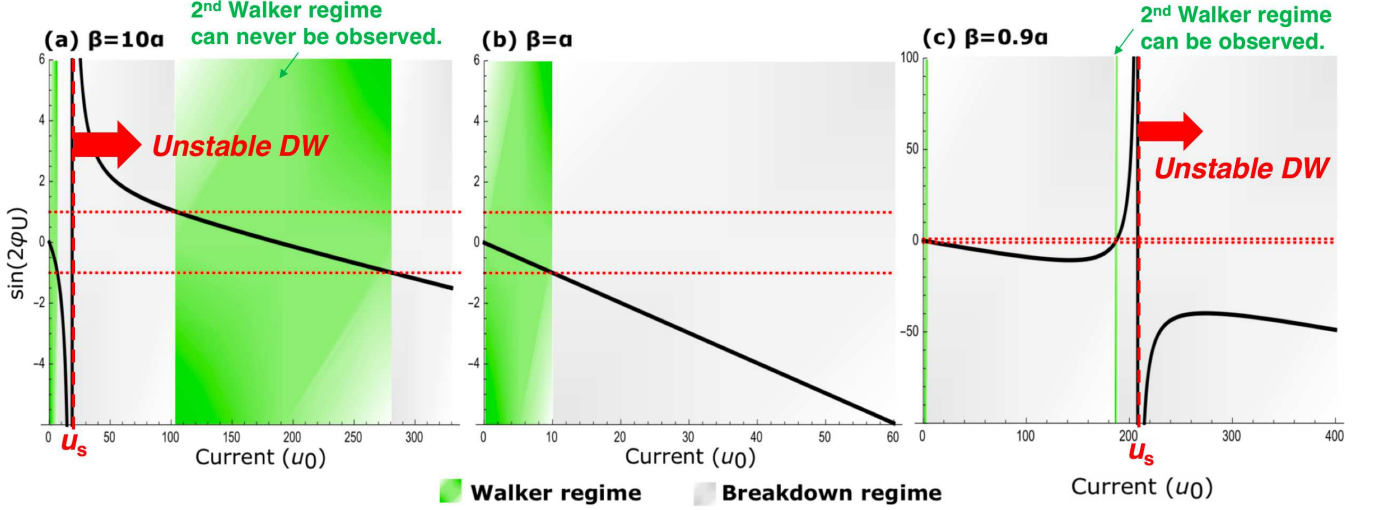 2nd Walker regime
can never be observed.
(a) β=10α
(b) β=α
2nd Walker regime
can be observed.
(c) β=0.9α
sin(2φU)
6
4
2
0
−2
−4
Unstable DW
0 50 100 150 200 250 300
us
Current (u0)
6
4
2
0
−2
−4
0 10 20 30 40 50 60
Current (u0)
100
50
0
−50
Unstable DW
0 100 200 300 400
us
Current (u0)
Walker regime
Breakdown regime